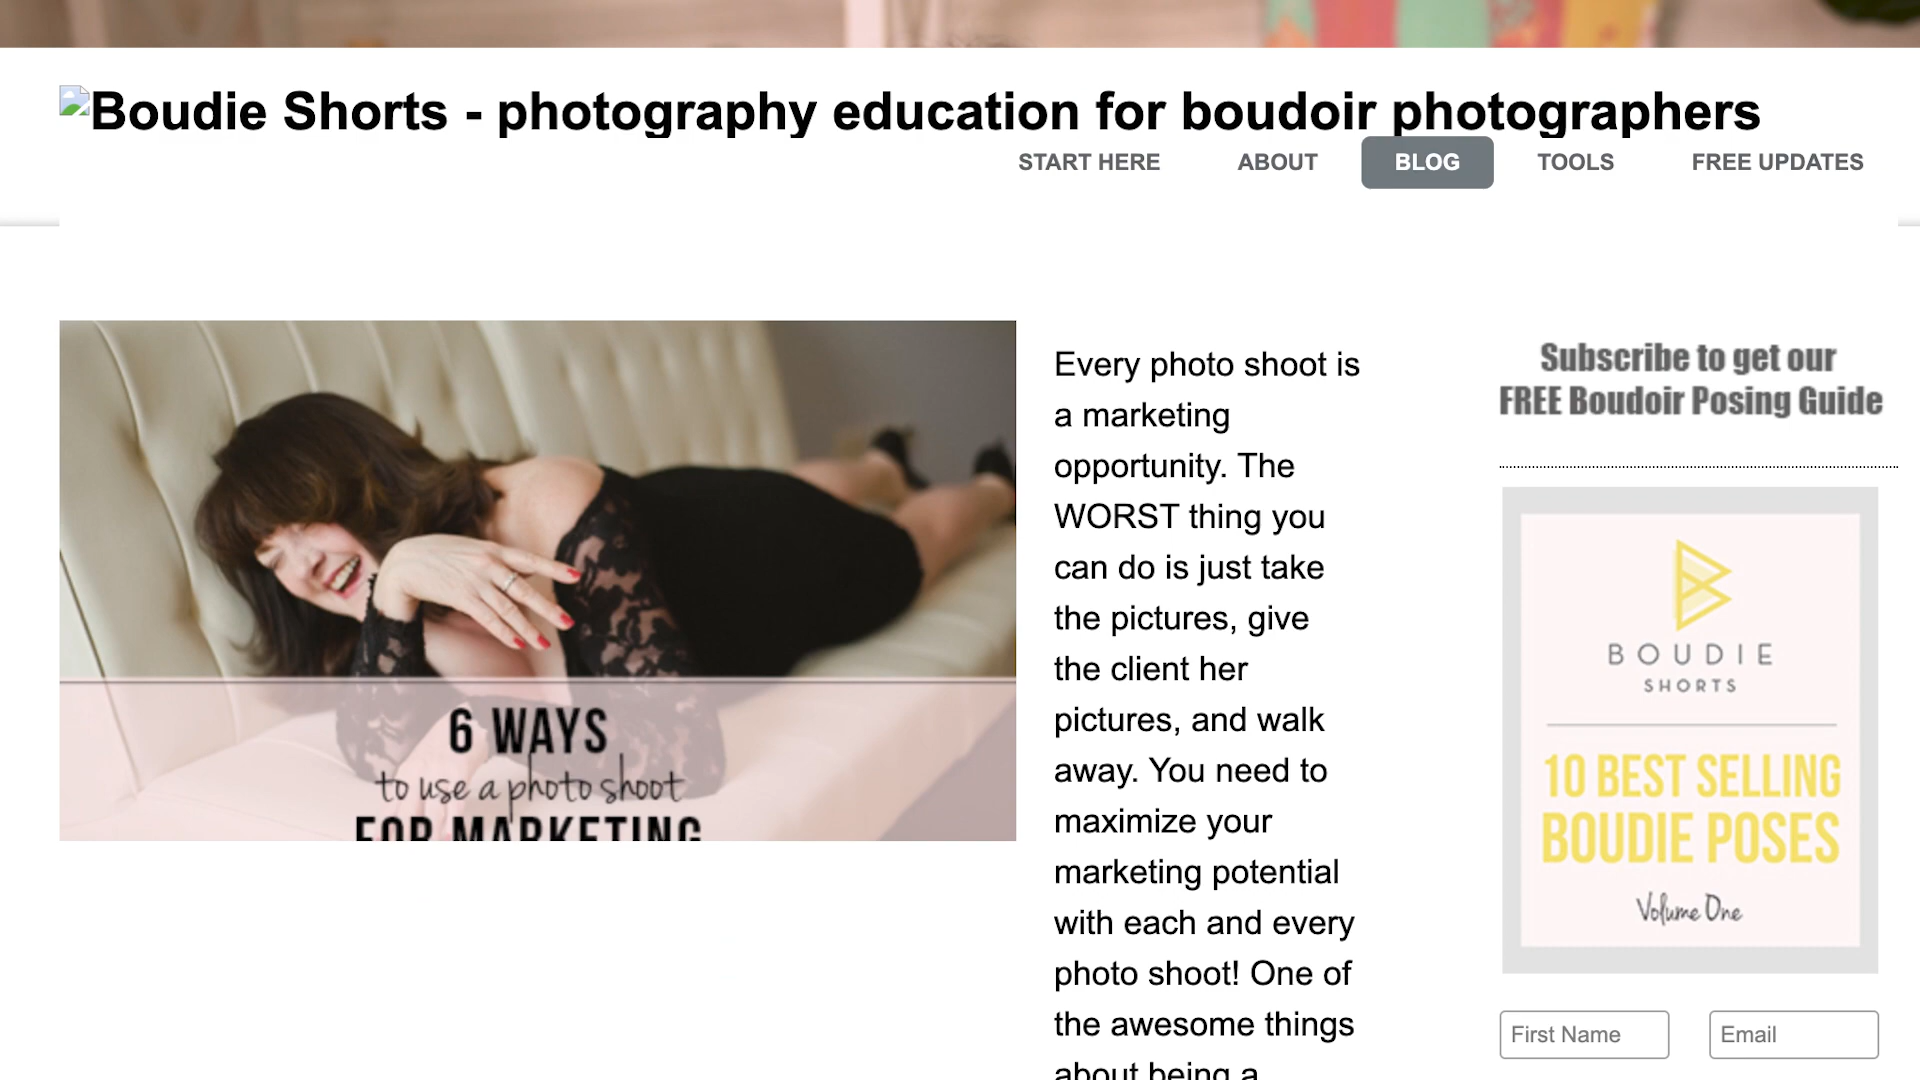 Boudie Shorts - photography education for boudoir photographers
START HERE ABOUT BLOG TOOLS FREE UPDATES
6 WAYS
to use a photo shoot
FOR MARKETING
Every photo shoot is
a marketing
opportunity. The
WORST thing you
can do is just take
the pictures, give
the client her
pictures, and walk
away. You need to
maximize your
marketing potential
with each and every
photo shoot! One of
the awesome things
about being a
Subscribe to get our
FREE Boudoir Posing Guide
BOUDIE
SHORTS
10 BEST SELLING
BOUDIE POSES
Volume One
First Name Email